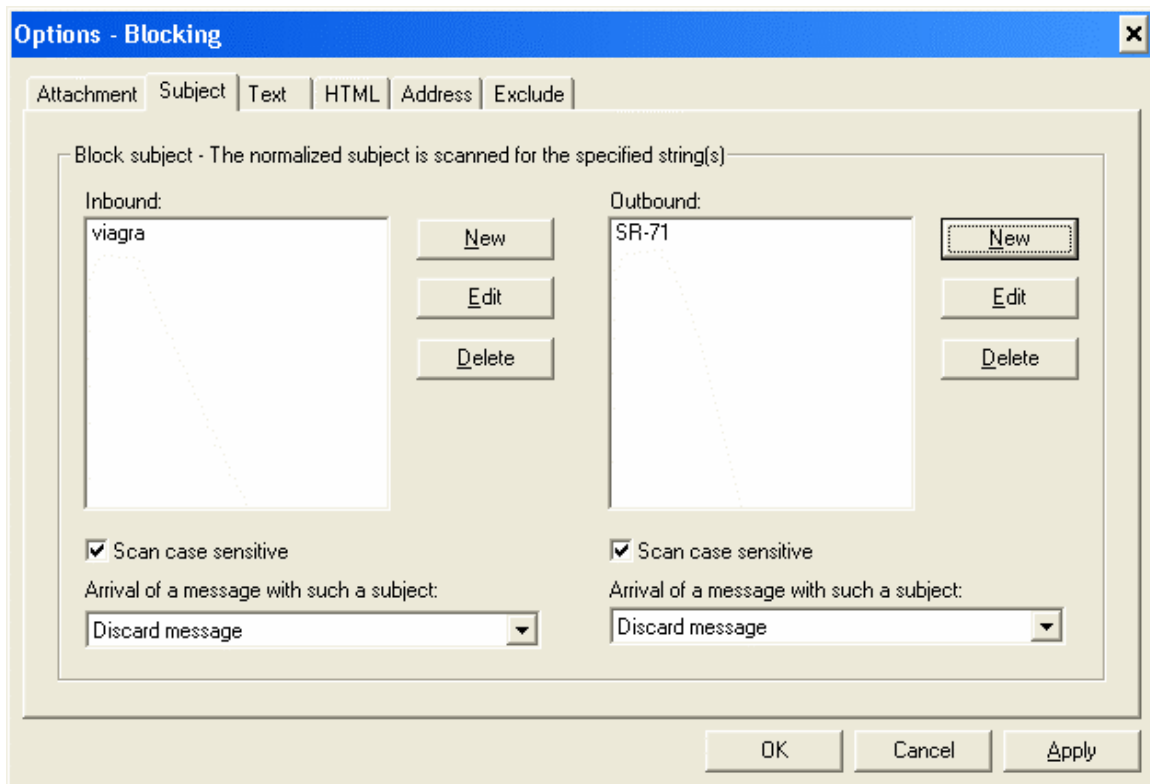 Options - Blocking
Attachment Subject Text HTML Address Exclude
Block subject - The normalized subject is scanned for the specified string(s)
Inbound:
viagra
New
Edit
Delete
Scan case sensitive
Arrival of a message with such a subject:
Discard message
Outbound:
SR-71
New
Edit
Delete
Scan case sensitive
Arrival of a message with such a subject:
Discard message
OK Cancel Apply